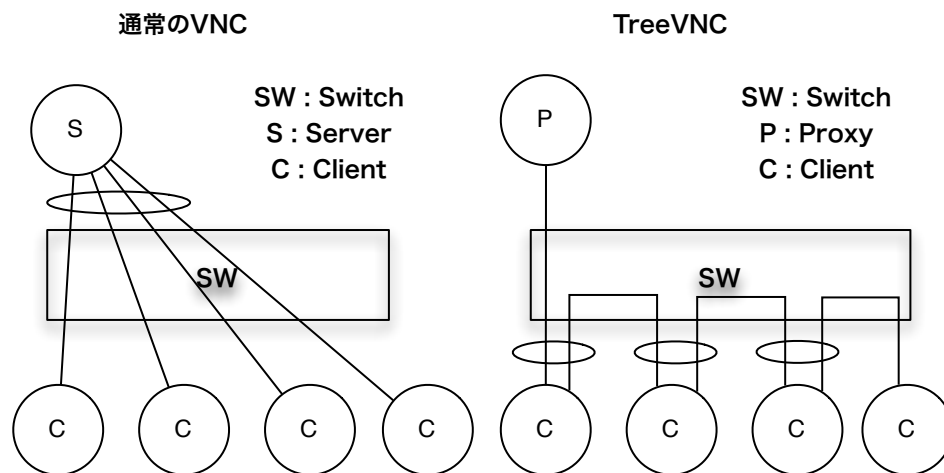 通常のVNC
SW : Switch
S : Server
C : Client
S
SW
C
C
C
C
TreeVNC
SW : Switch
P : Proxy
C : Client
P
SW
C
C
C
C